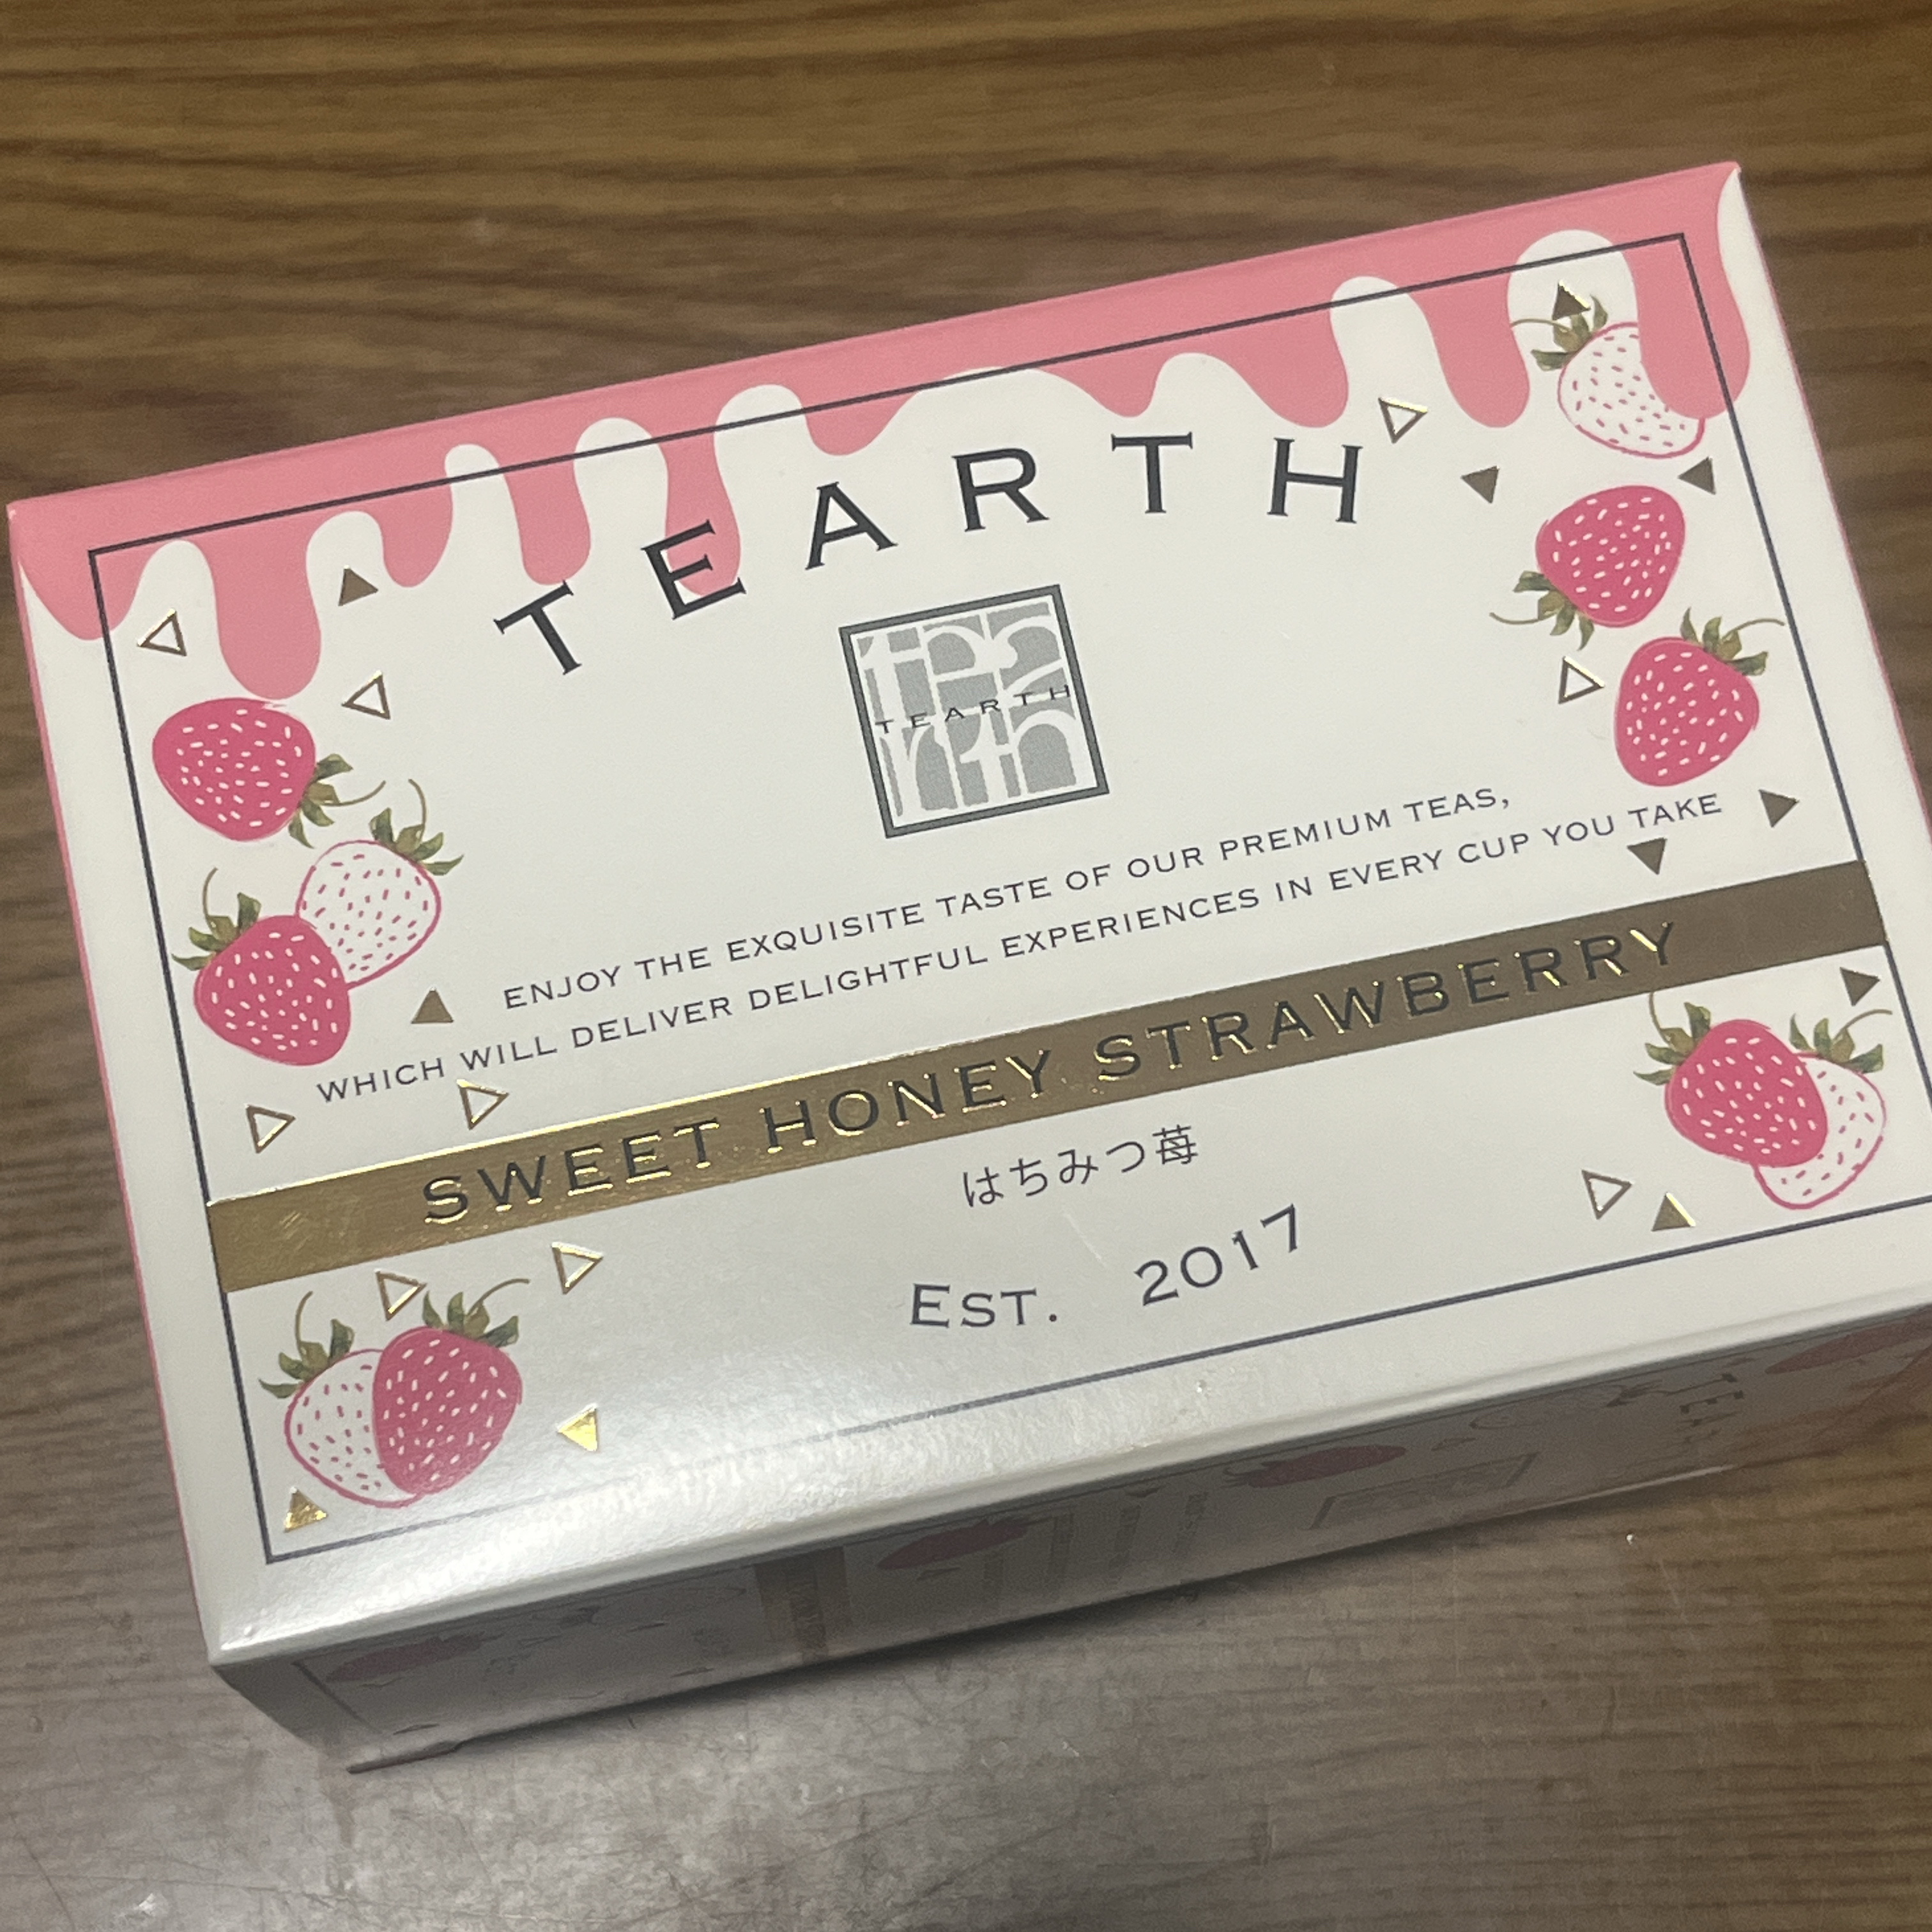 TEARTH
TEARTH
ENJOY THE EXQUISITE TASTE OF OUR PREMIUM TEAS,
WHICH WILL DELIVER DELIGHTFUL EXPERIENCES IN EVERY CUP YOU TAKE
SWEET HONEY STRAWBERRY
はちみつ苺
EST. 2017